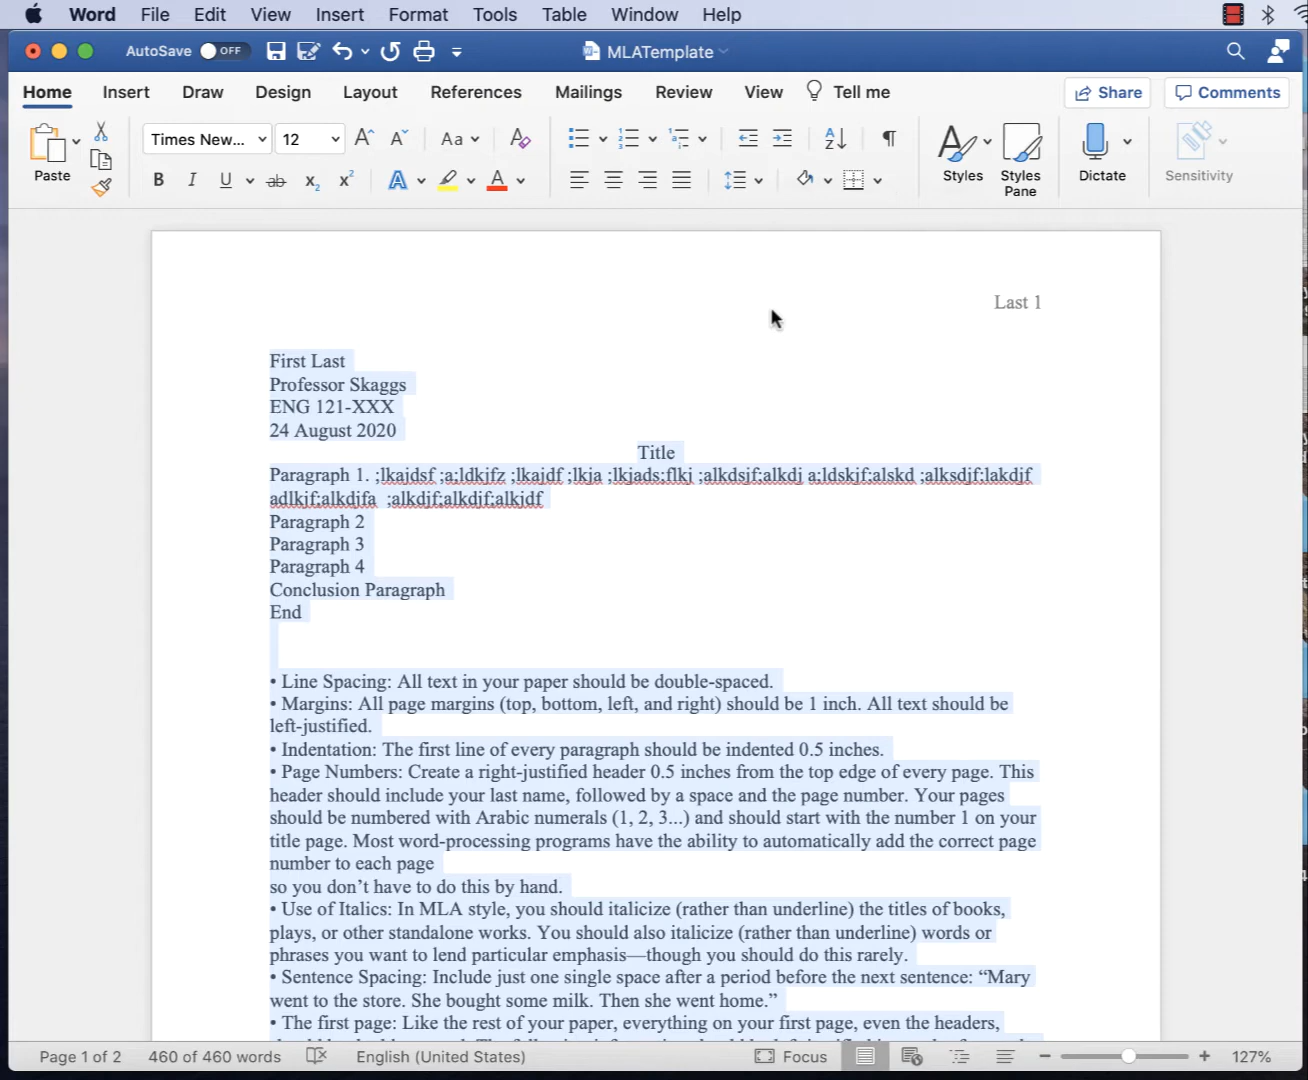 Word File Edit View Insert Format Tools Table Window Help
AutoSave OFF MLATemplate
Home Insert Draw Design Layout References Mailings Review View Tell me Share Comments
Times New... 12 Aa
Paste Styles Styles Pane Dictate Sensitivity
Last 1
First Last
Professor Skaggs
ENG 121-XXX
24 August 2020
Title
Paragraph 1. ;lkajdsf ;a;ldkjfz ;lkajdf ;lkja ;lkjads;flkj ;alkdsjf;alkdj a;ldskjf;alskd ;alksdjf;lakdjf
adlkjf;alkdjfa ;alkdjf;alkdjf;alkjdf
Paragraph 2
Paragraph 3
Paragraph 4
Conclusion Paragraph
End
• Line Spacing: All text in your paper should be double-spaced.
• Margins: All page margins (top, bottom, left, and right) should be 1 inch. All text should be
left-justified.
• Indentation: The first line of every paragraph should be indented 0.5 inches.
• Page Numbers: Create a right-justified header 0.5 inches from the top edge of every page. This
header should include your last name, followed by a space and the page number. Your pages
should be numbered with Arabic numerals (1, 2, 3...) and should start with the number 1 on your
title page. Most word-processing programs have the ability to automatically add the correct page
number to each page
so you don’t have to do this by hand.
• Use of Italics: In MLA style, you should italicize (rather than underline) the titles of books,
plays, or other standalone works. You should also italicize (rather than underline) words or
phrases you want to lend particular emphasis—though you should do this rarely.
• Sentence Spacing: Include just one single space after a period before the next sentence: “Mary
went to the store. She bought some milk. Then she went home.”
• The first page: Like the rest of your paper, everything on your first page, even the headers,
Page 1 of 2 460 of 460 words English (United States) Focus 127%